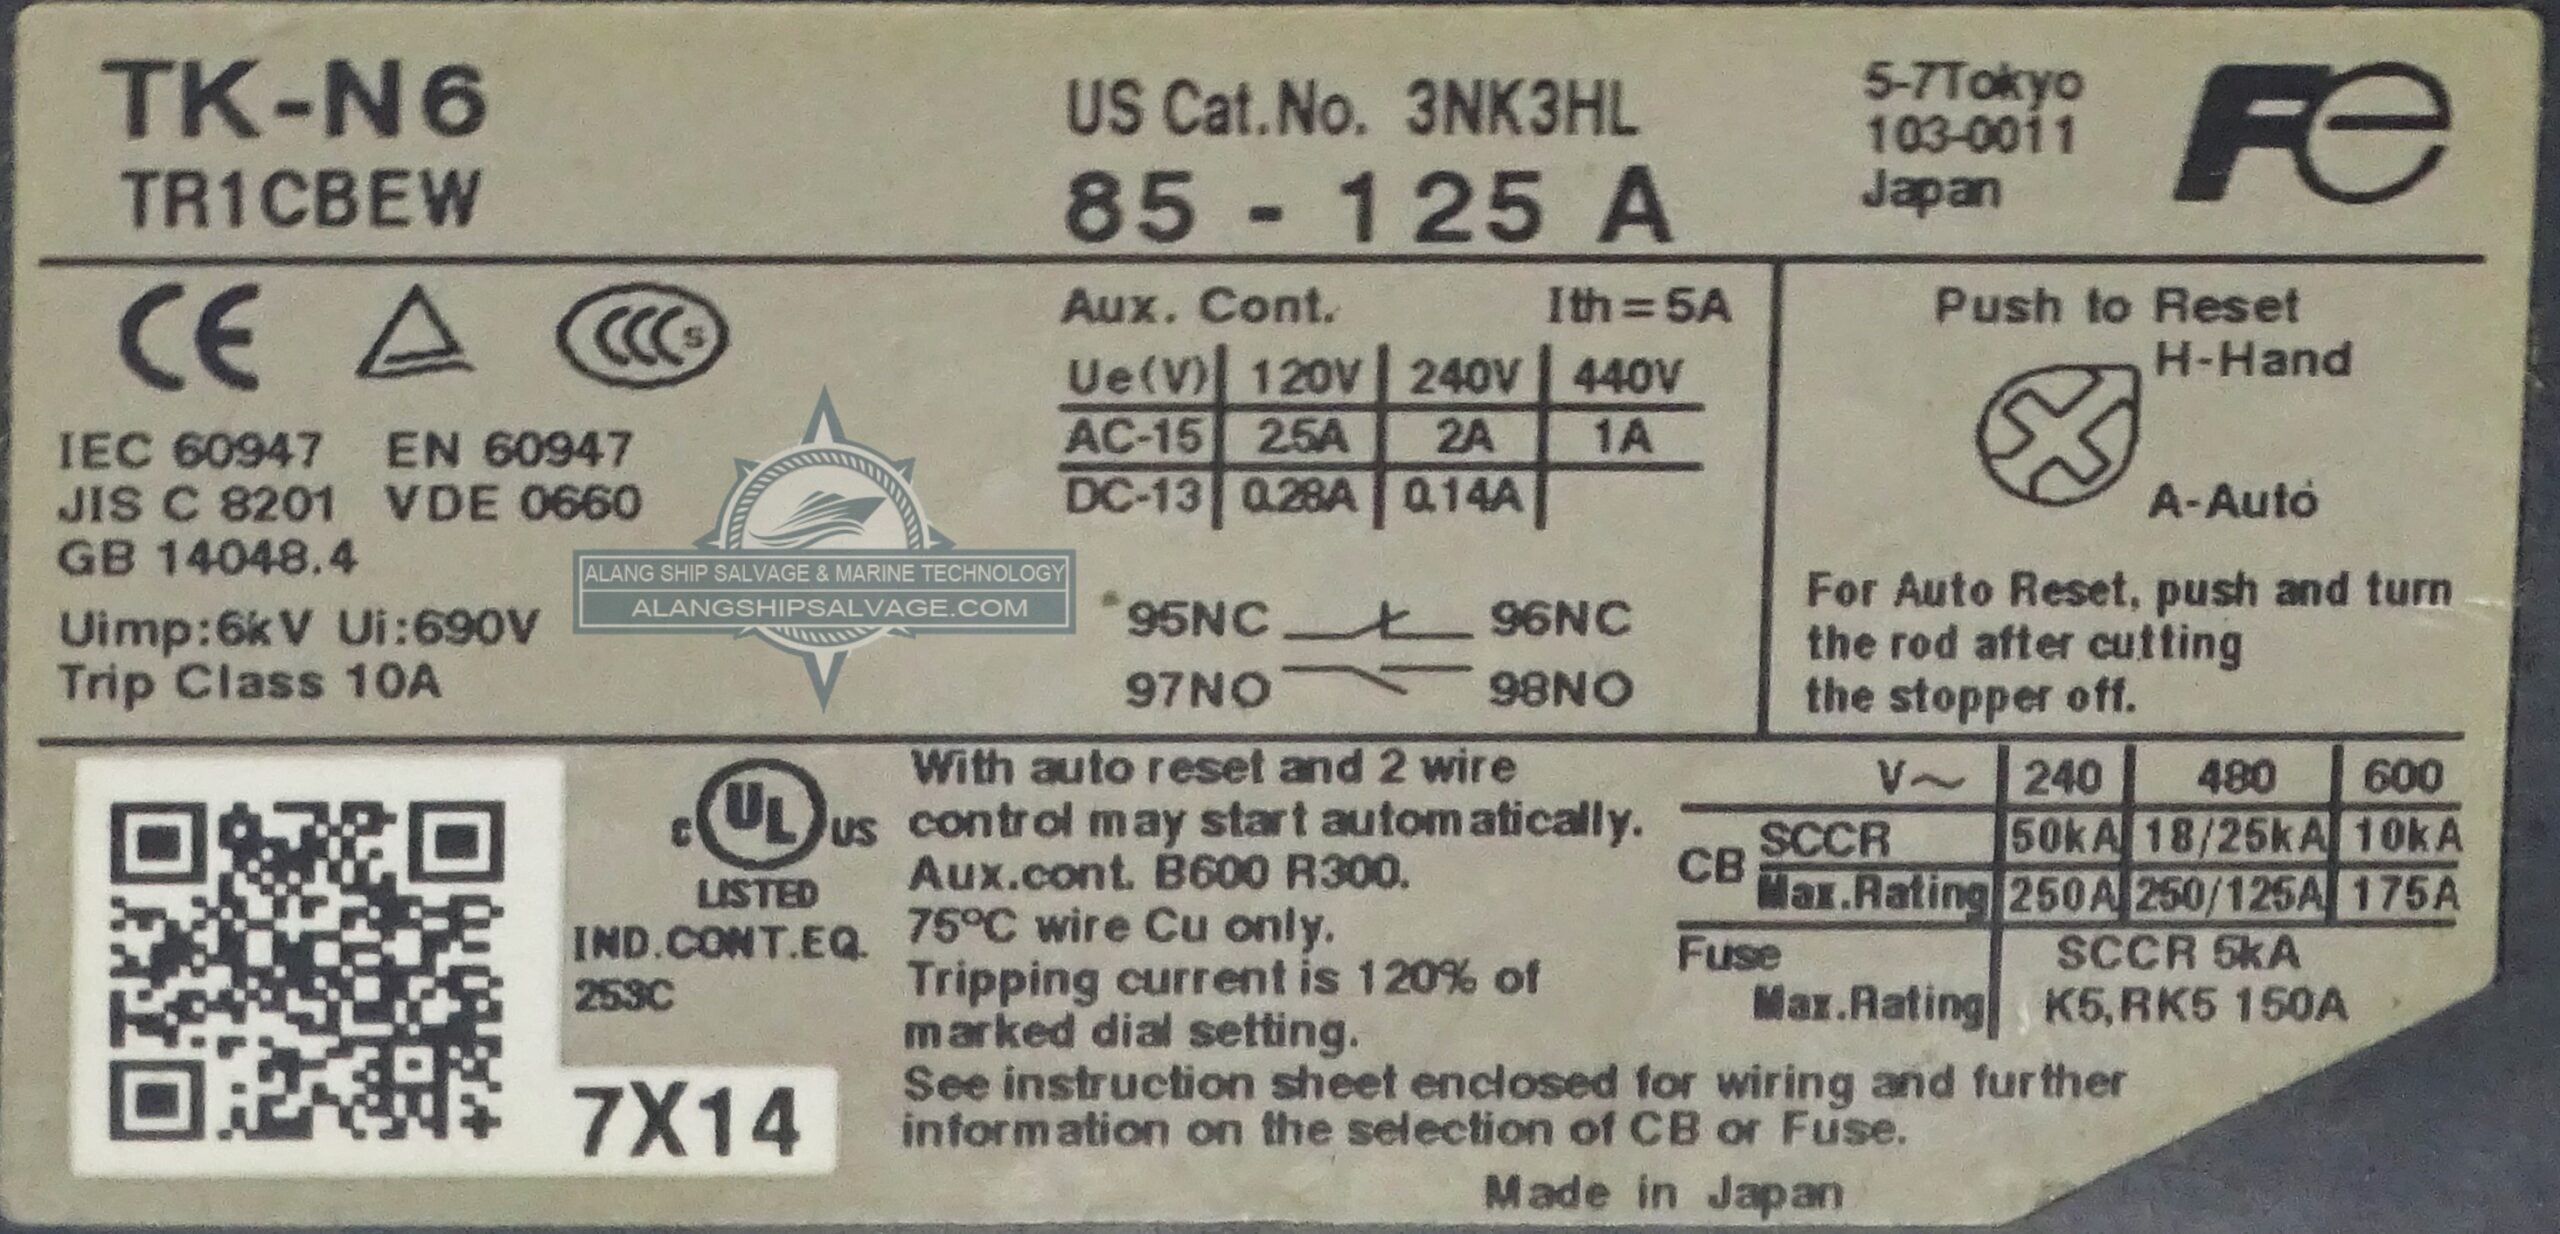 TK-N6
TR1CBEW
US Cat.No. 3NK3HL
85 - 125 A
5-7Tokyo
103-0011
Japan
Fe
CE
CCC S
IEC 60947 EN 60947
JIS C 8201 VDE 0660
GB 14048.4
Uimp:6kV Ui:690V
Trip Class 10A
ALANG SHIP SALVAGE & MARINE TECHNOLOGY
ALANGSHIPSALVAGE.COM
Aux. Cont. Ith=5A
Ue(V) 120V 240V 440V
AC-15 2.5A 2A 1A
DC-13 0.28A 0.14A
95NC 96NC
97NO 98NO
Push to Reset
H-Hand
A-Auto
For Auto Reset, push and turn
the rod after cutting
the stopper off.
7X14
c UL US
LISTED
IND.CONT.EQ.
253C
With auto reset and 2 wire
control may start automatically.
Aux.cont. B600 R300.
75°C wire Cu only.
Tripping current is 120% of
marked dial setting.
See instruction sheet enclosed for wiring and further
information on the selection of CB or Fuse.
V~ 240 480 600
CB SCCR 50kA 18/25kA 10kA
Max.Rating 250A 250/125A 175A
Fuse SCCR 5kA
Max.Rating K5,RK5 150A
Made in Japan